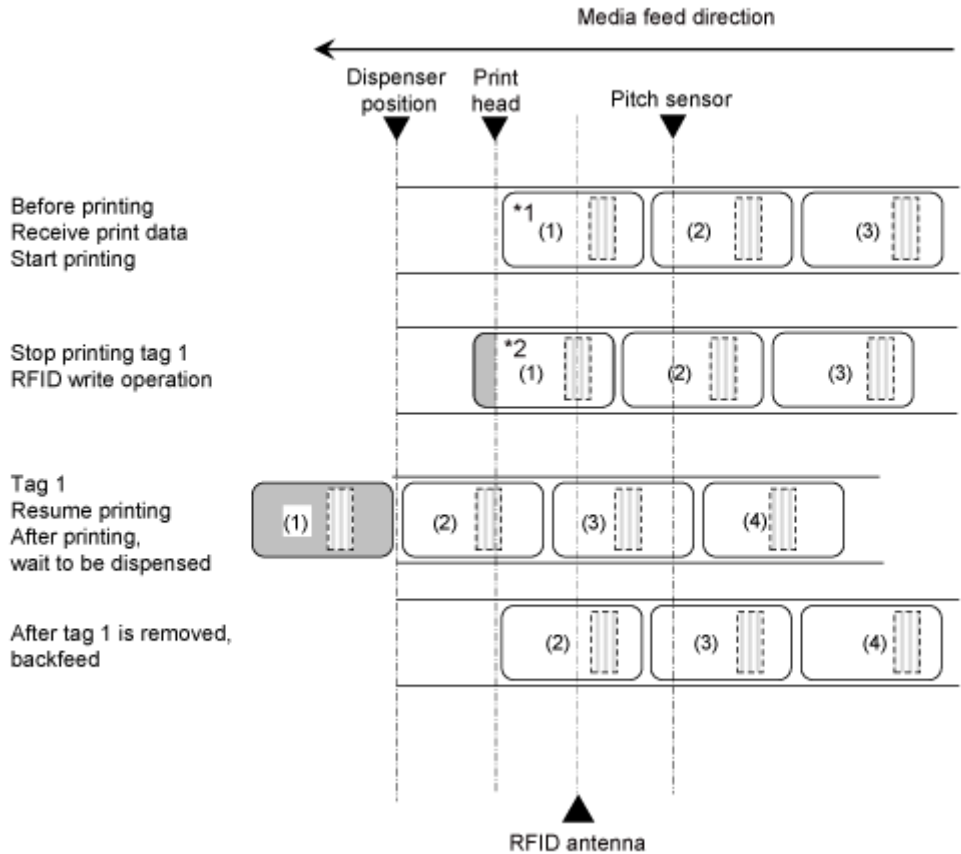 Media feed direction
Dispenser position
Print head
Pitch sensor
Before printing
Receive print data
Start printing
*1 (1) (2) (3)
Stop printing tag 1
RFID write operation
*2 (1) (2) (3)
Tag 1
Resume printing
After printing,
wait to be dispensed
(1) (2) (3) (4)
After tag 1 is removed,
backfeed
(2) (3) (4)
RFID antenna